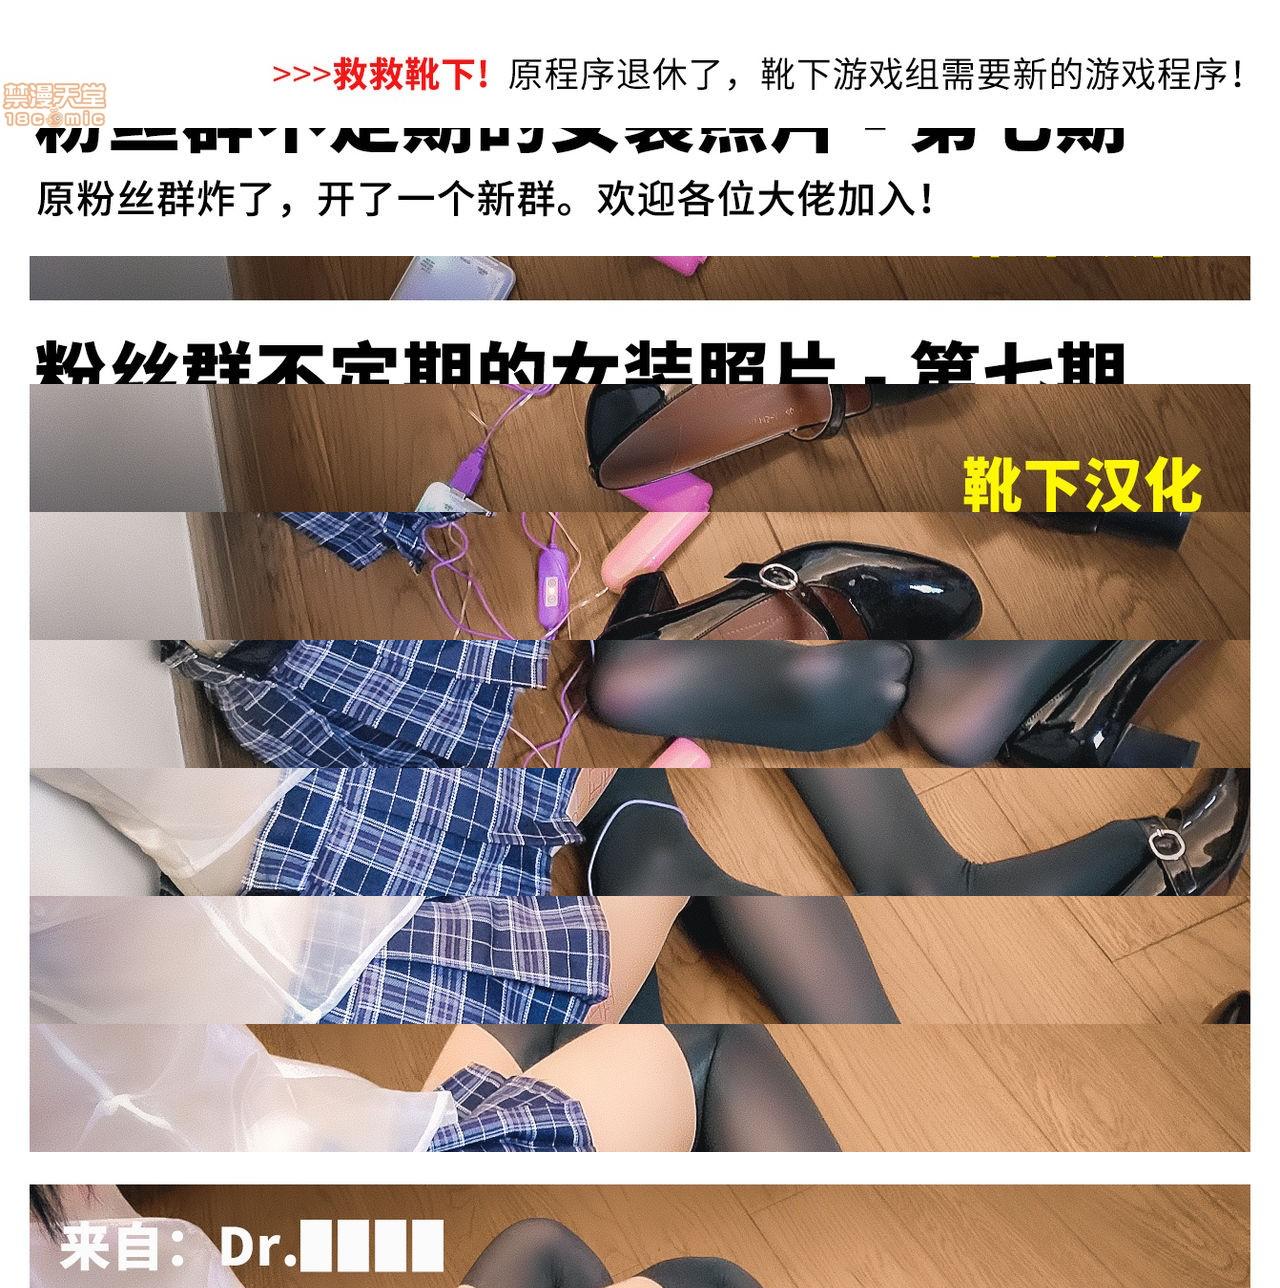 >>>救救靴下！原程序退休了，靴下游戏组需要新的游戏程序！
禁漫天堂
18comic
粉丝群不定期的女装照片 - 第七期
原粉丝群炸了，开了一个新群。欢迎各位大佬加入！
粉丝群不定期的女装照片 - 第七期
靴下汉化
来自：Dr.████